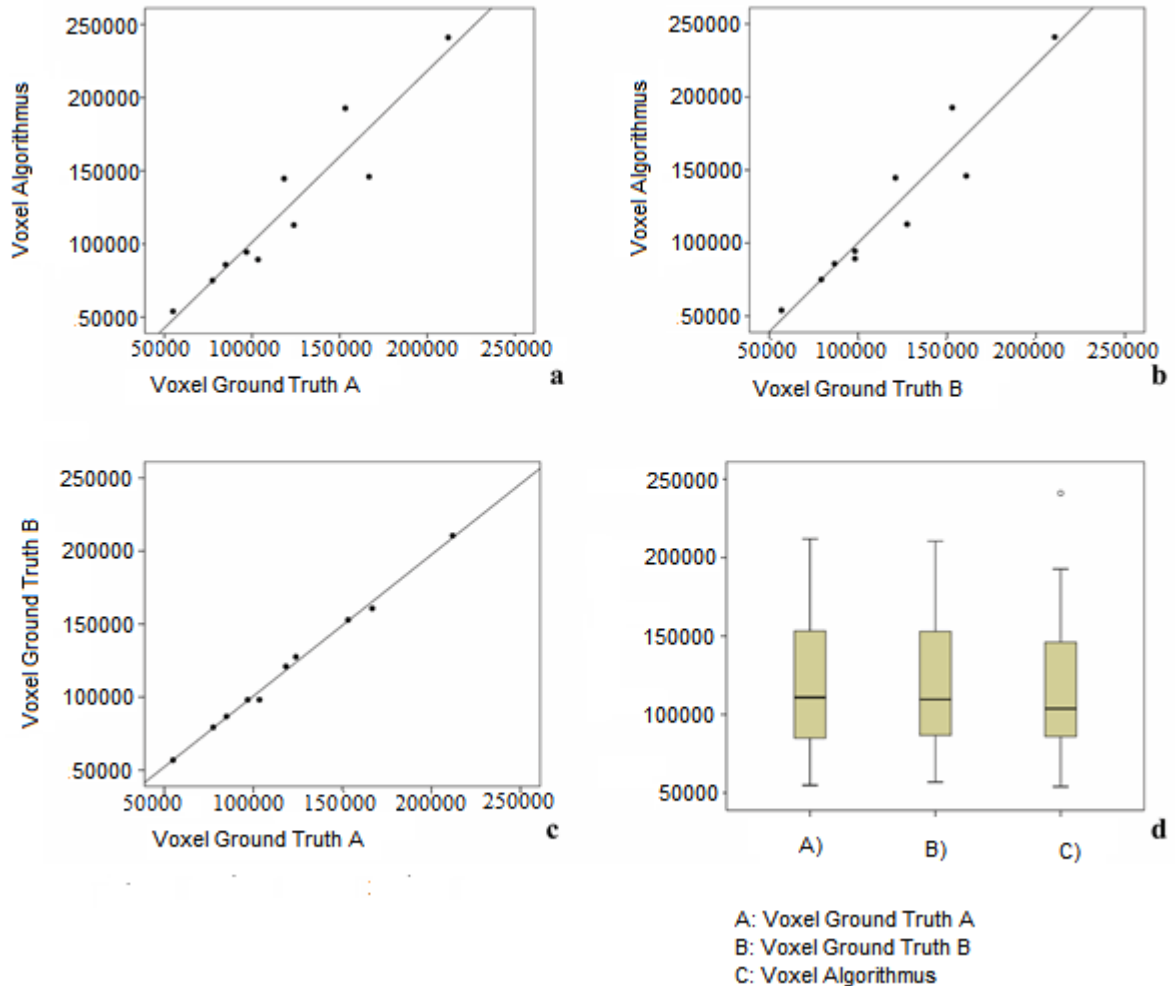 250000
200000
150000
100000
50000
Voxel Algorithmus
50000 100000 150000 200000 250000
Voxel Ground Truth A
a
250000
200000
150000
100000
50000
Voxel Algorithmus
50000 100000 150000 200000 250000
Voxel Ground Truth B
b
250000
200000
150000
100000
50000
Voxel Ground Truth B
50000 100000 150000 200000 250000
Voxel Ground Truth A
c
250000
200000
150000
100000
50000
A) B) C)
d
A: Voxel Ground Truth A
B: Voxel Ground Truth B
C: Voxel Algorithmus